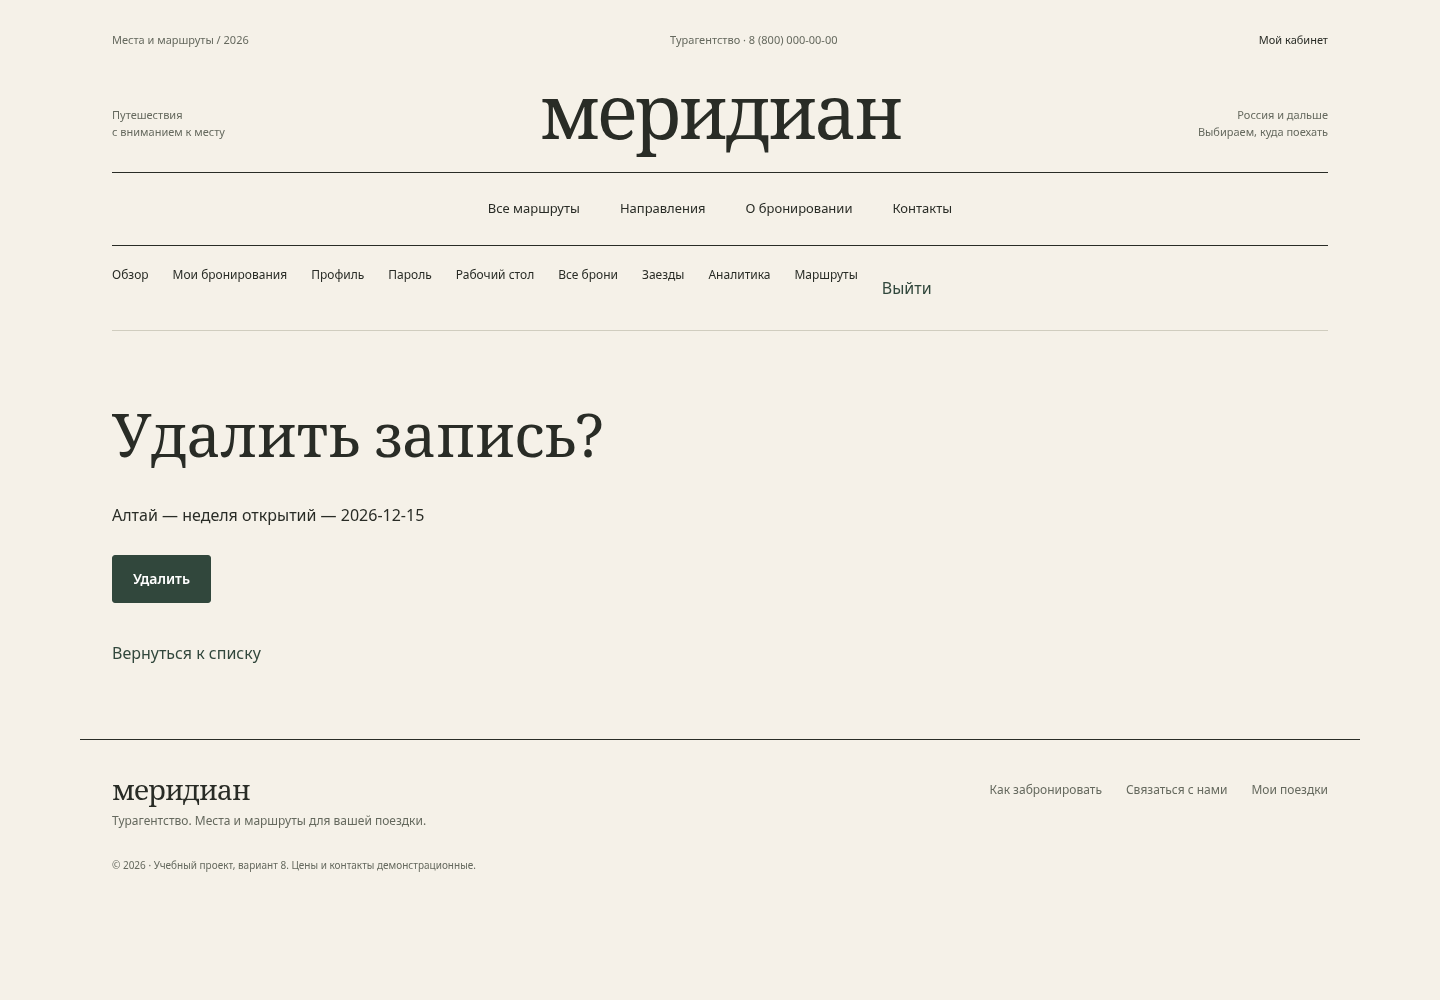 Места и маршруты / 2026
Турагентство · 8 (800) 000-00-00
Мой кабинет
Путешествия
с вниманием к месту
меридиан
Россия и дальше
Выбираем, куда поехать
Все маршруты
Направления
О бронировании
Контакты
Обзор
Мои бронирования
Профиль
Пароль
Рабочий стол
Все брони
Заезды
Аналитика
Маршруты
Выйти
Удалить запись?
Алтай — неделя открытий — 2026-12-15
Удалить
Вернуться к списку
меридиан
Турагентство. Места и маршруты для вашей поездки.
Как забронировать
Связаться с нами
Мои поездки
© 2026 · Учебный проект, вариант 8. Цены и контакты демонстрационные.